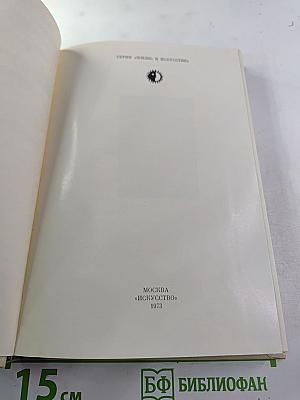 СЕРИЯ «ЖИЗНЬ В ИСКУССТВЕ»
МОСКВА
«ИСКУССТВО»
1973
15 см
БФ БИБЛИОФАН